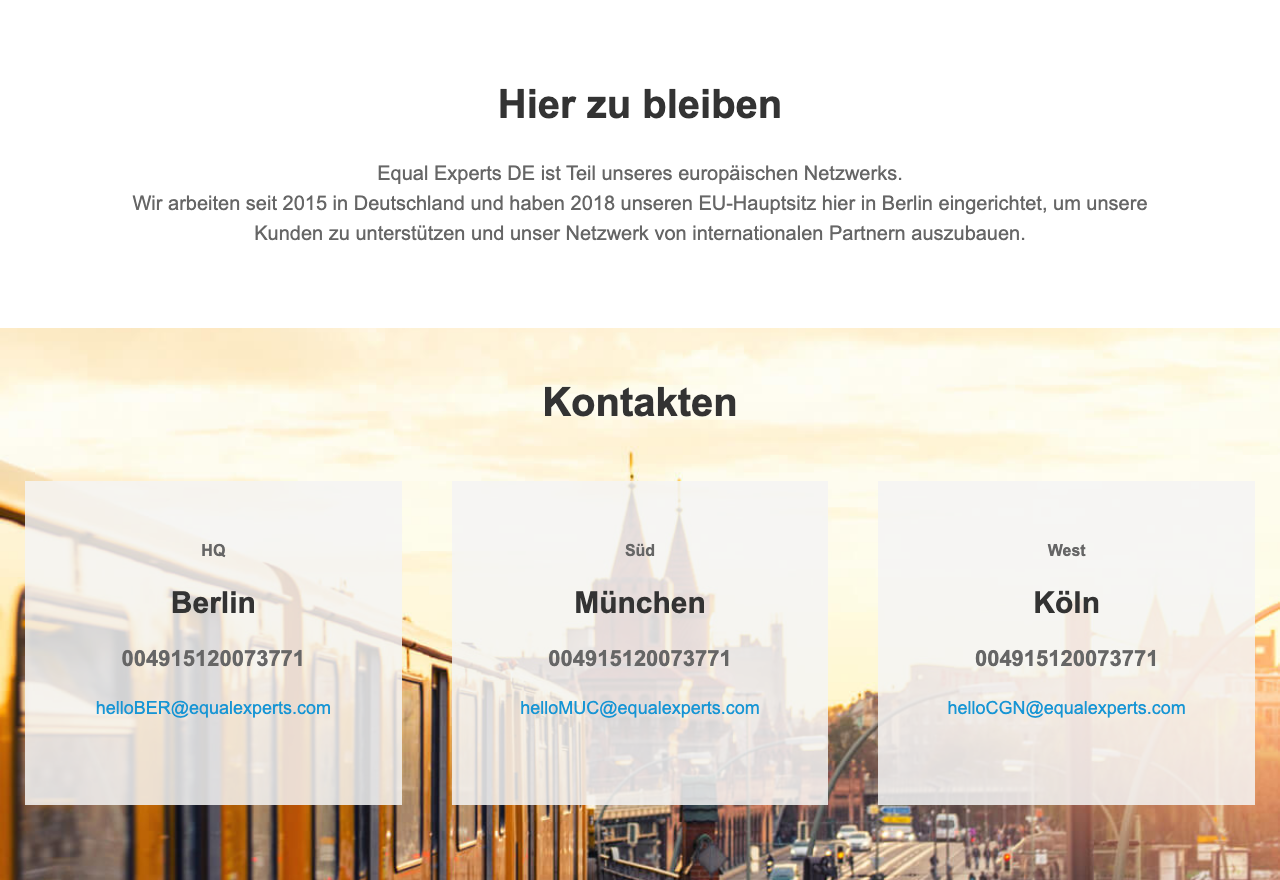 Hier zu bleiben
Equal Experts DE ist Teil unseres europäischen Netzwerks.
Wir arbeiten seit 2015 in Deutschland und haben 2018 unseren EU-Hauptsitz hier in Berlin eingerichtet, um unsere
Kunden zu unterstützen und unser Netzwerk von internationalen Partnern auszubauen.
Kontakten
HQ
Berlin
004915120073771
helloBER@equalexperts.com
Süd
München
004915120073771
helloMUC@equalexperts.com
West
Köln
004915120073771
helloCGN@equalexperts.com